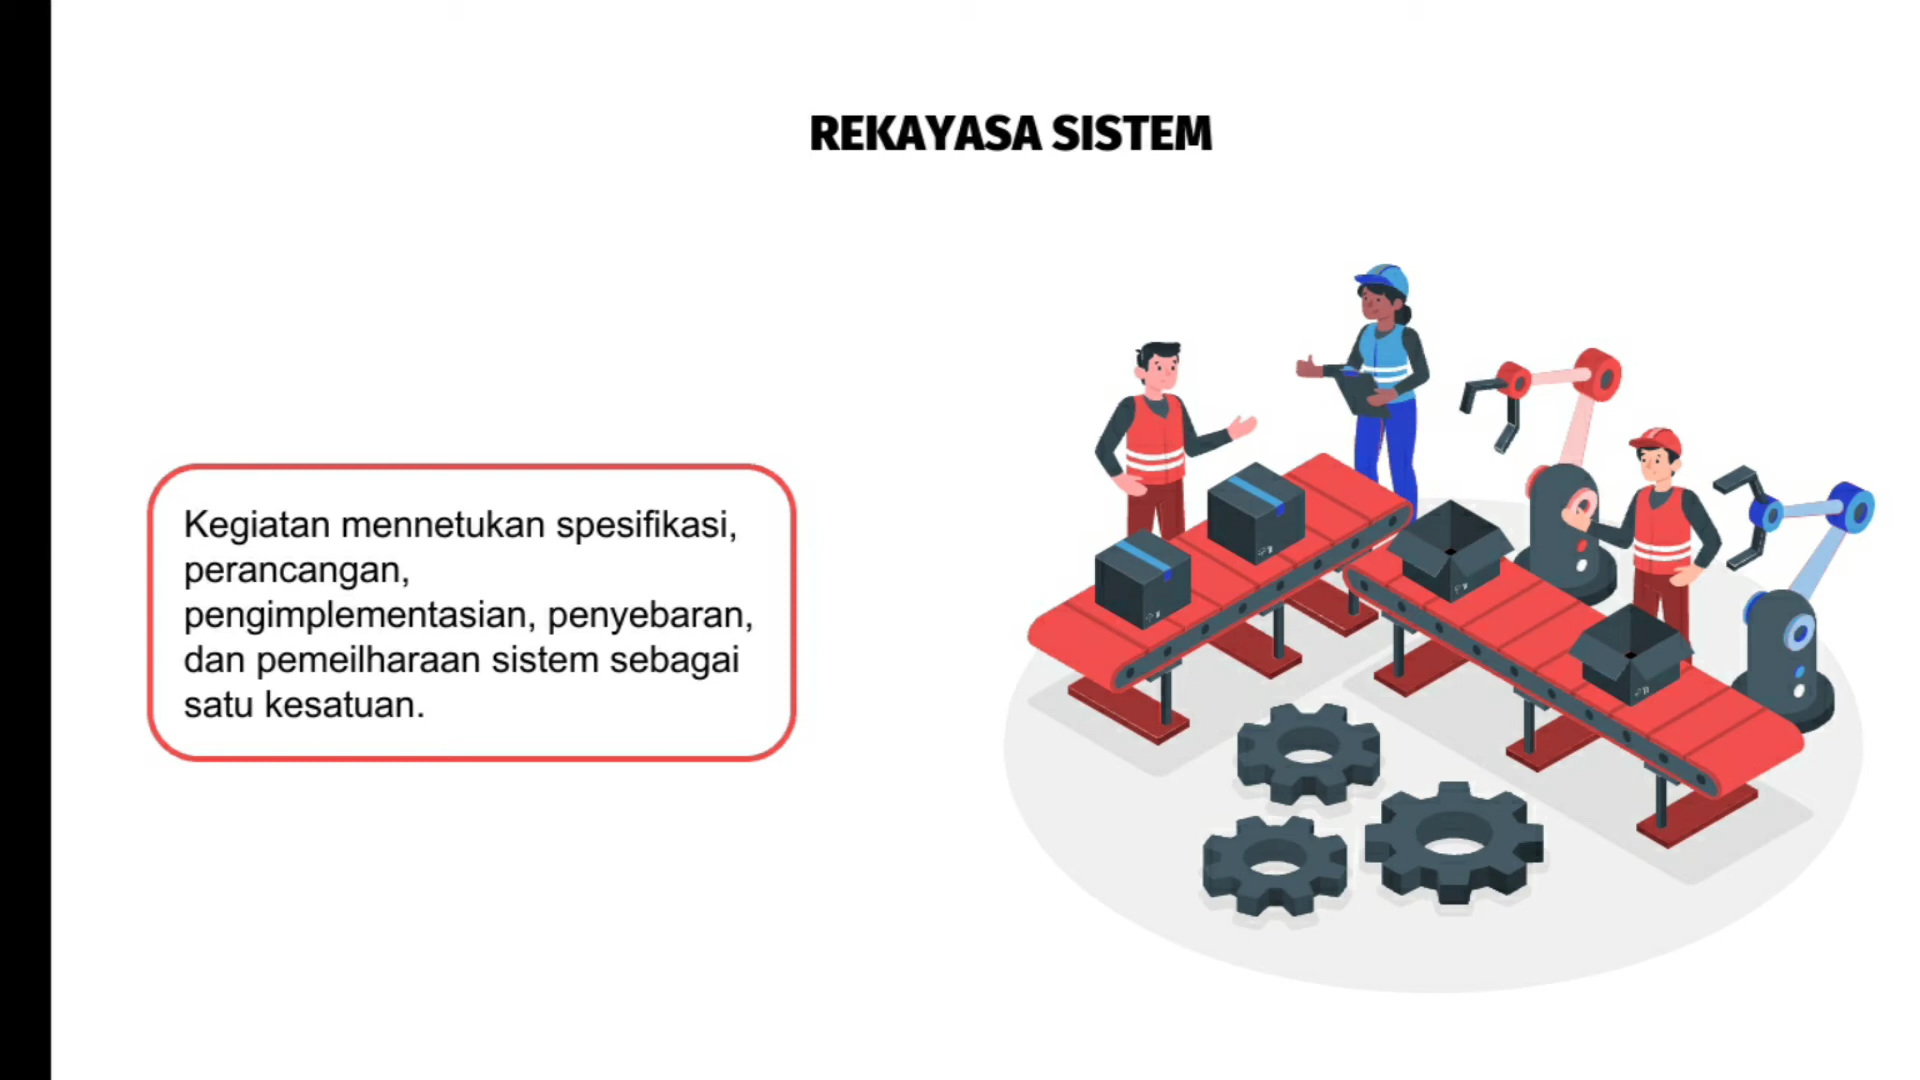 REKAYASA SISTEM
Kegiatan mennetukan spesifikasi,
perancangan,
pengimplementasian, penyebaran,
dan pemeilharaan sistem sebagai
satu kesatuan.